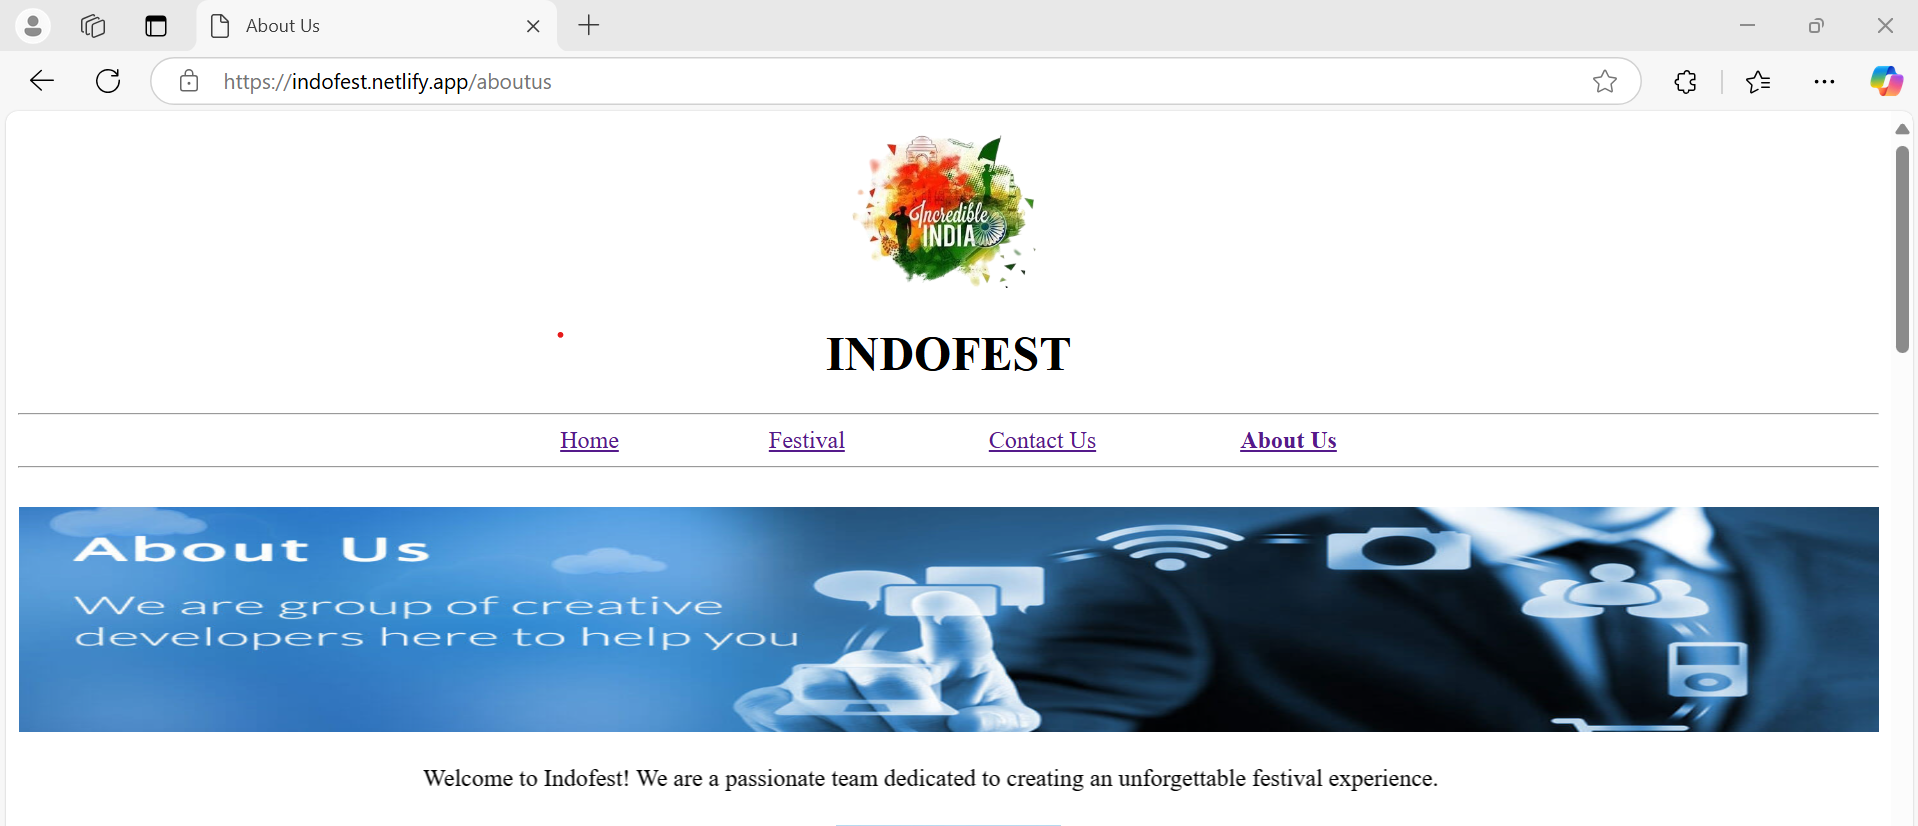 About Us
https://indofest.netlify.app/aboutus
Incredible
INDIA
INDOFEST
Home Festival Contact Us About Us
About Us
We are group of creative
developers here to help you
Welcome to Indofest! We are a passionate team dedicated to creating an unforgettable festival experience.